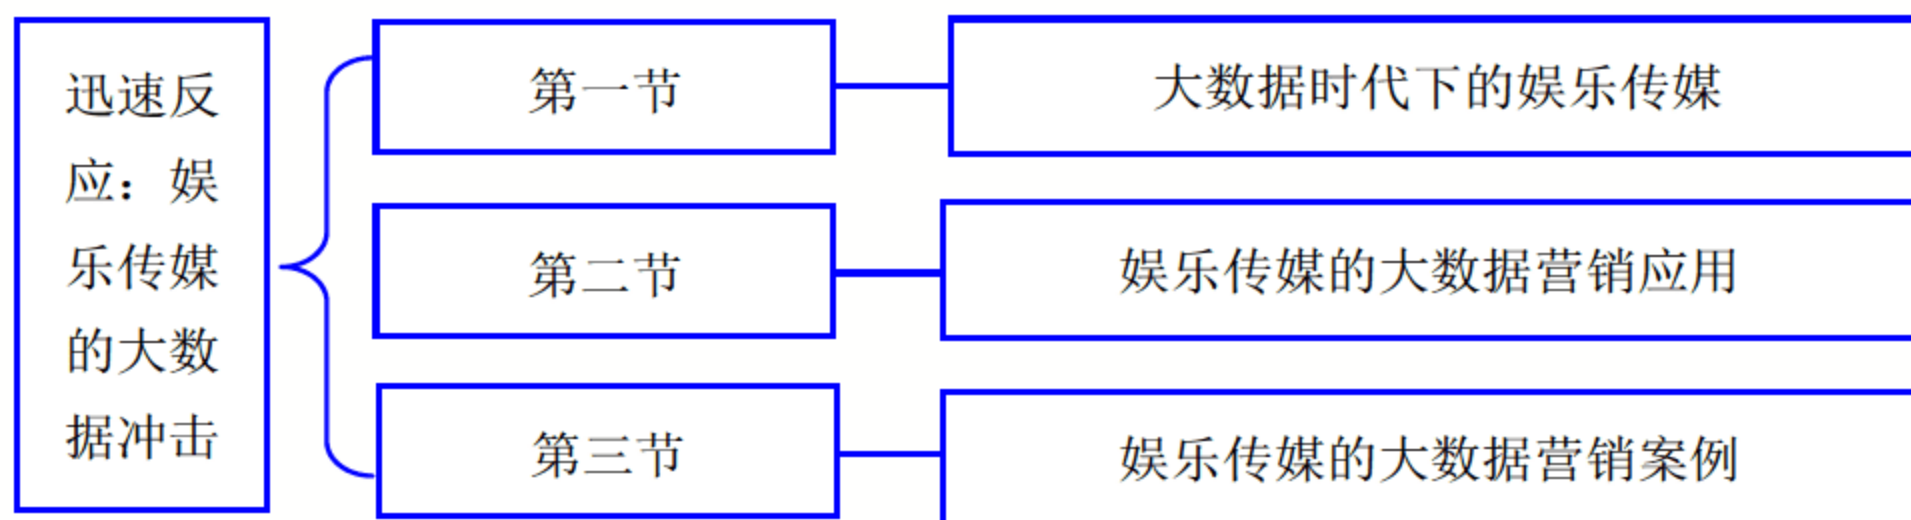 迅速反
应：娱
乐传媒
的大数
据冲击
第一节
大数据时代下的娱乐传媒
第二节
娱乐传媒的大数据营销应用
第三节
娱乐传媒的大数据营销案例